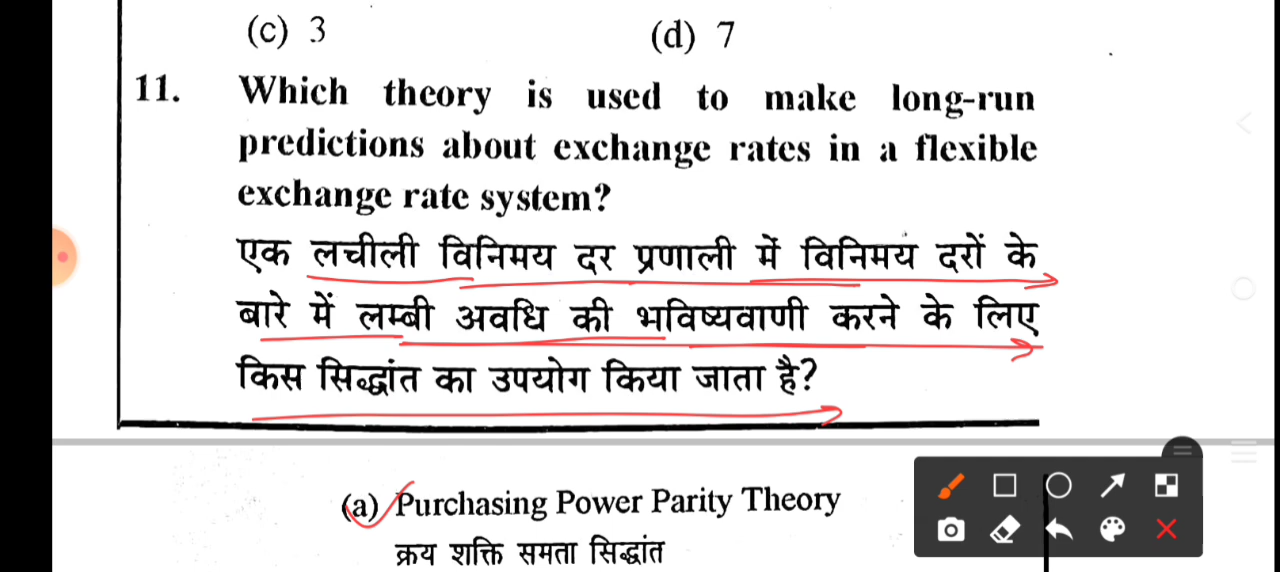 (c) 3 (d) 7
11. Which theory is used to make long-run
predictions about exchange rates in a flexible
exchange rate system?
एक लचीली विनिमय दर प्रणाली में विनिमय दरों के
बारे में लम्बी अवधि की भविष्यवाणी करने के लिए
किस सिद्धांत का उपयोग किया जाता है?
(a) Purchasing Power Parity Theory
क्रय शक्ति समता सिद्धांत